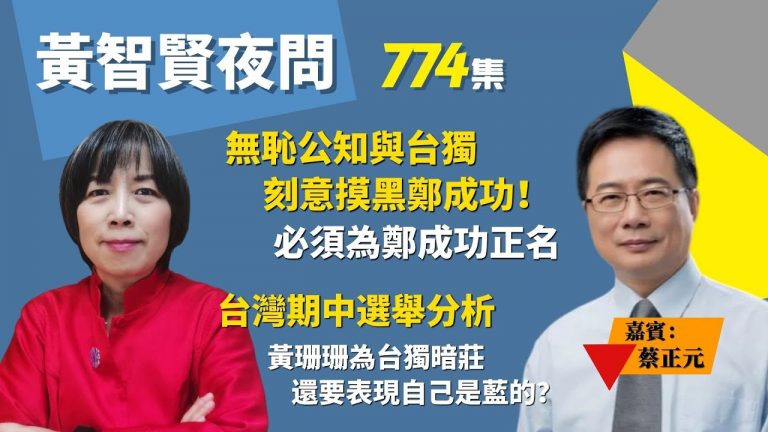 黃智賢夜問 774集
無恥公知與台獨
刻意摸黑鄭成功！
必須為鄭成功正名
台灣期中選舉分析
黃珊珊為台獨暗莊
還要表現自己是藍的？
嘉賓：
蔡正元